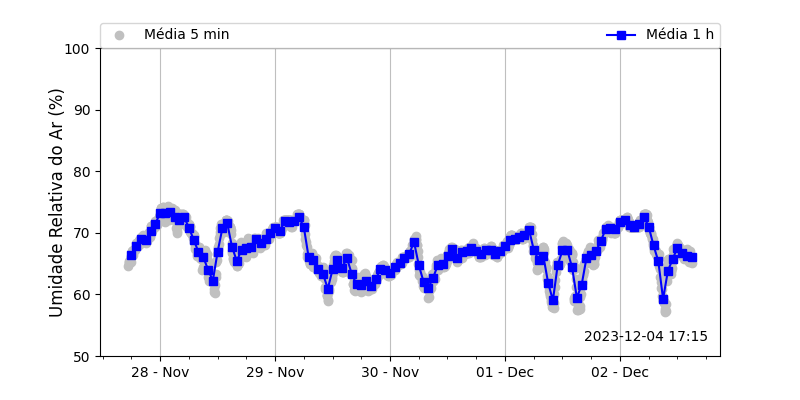 Média 5 min
Média 1 h
100
90
80
70
60
50
Umidade Relativa do Ar (%)
2023-12-04 17:15
28 - Nov
29 - Nov
30 - Nov
01 - Dec
02 - Dec